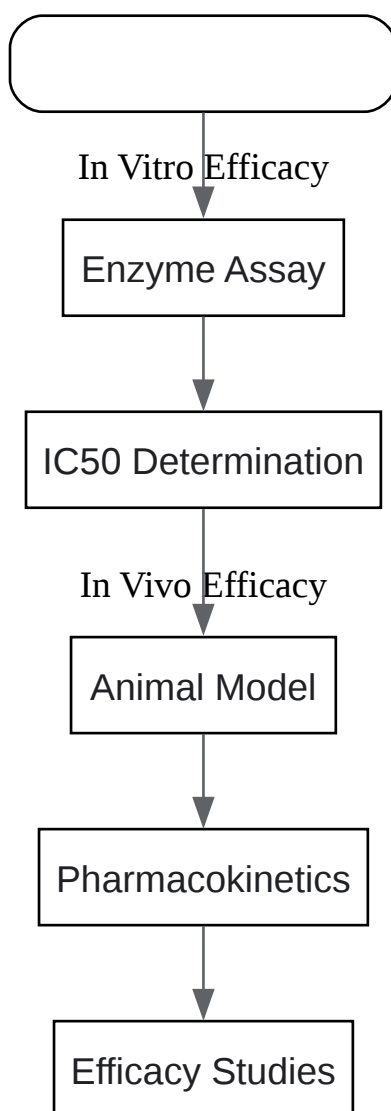 In Vitro Efficacy
Enzyme Assay
IC50 Determination
In Vivo Efficacy
Animal Model
Pharmacokinetics
Efficacy Studies